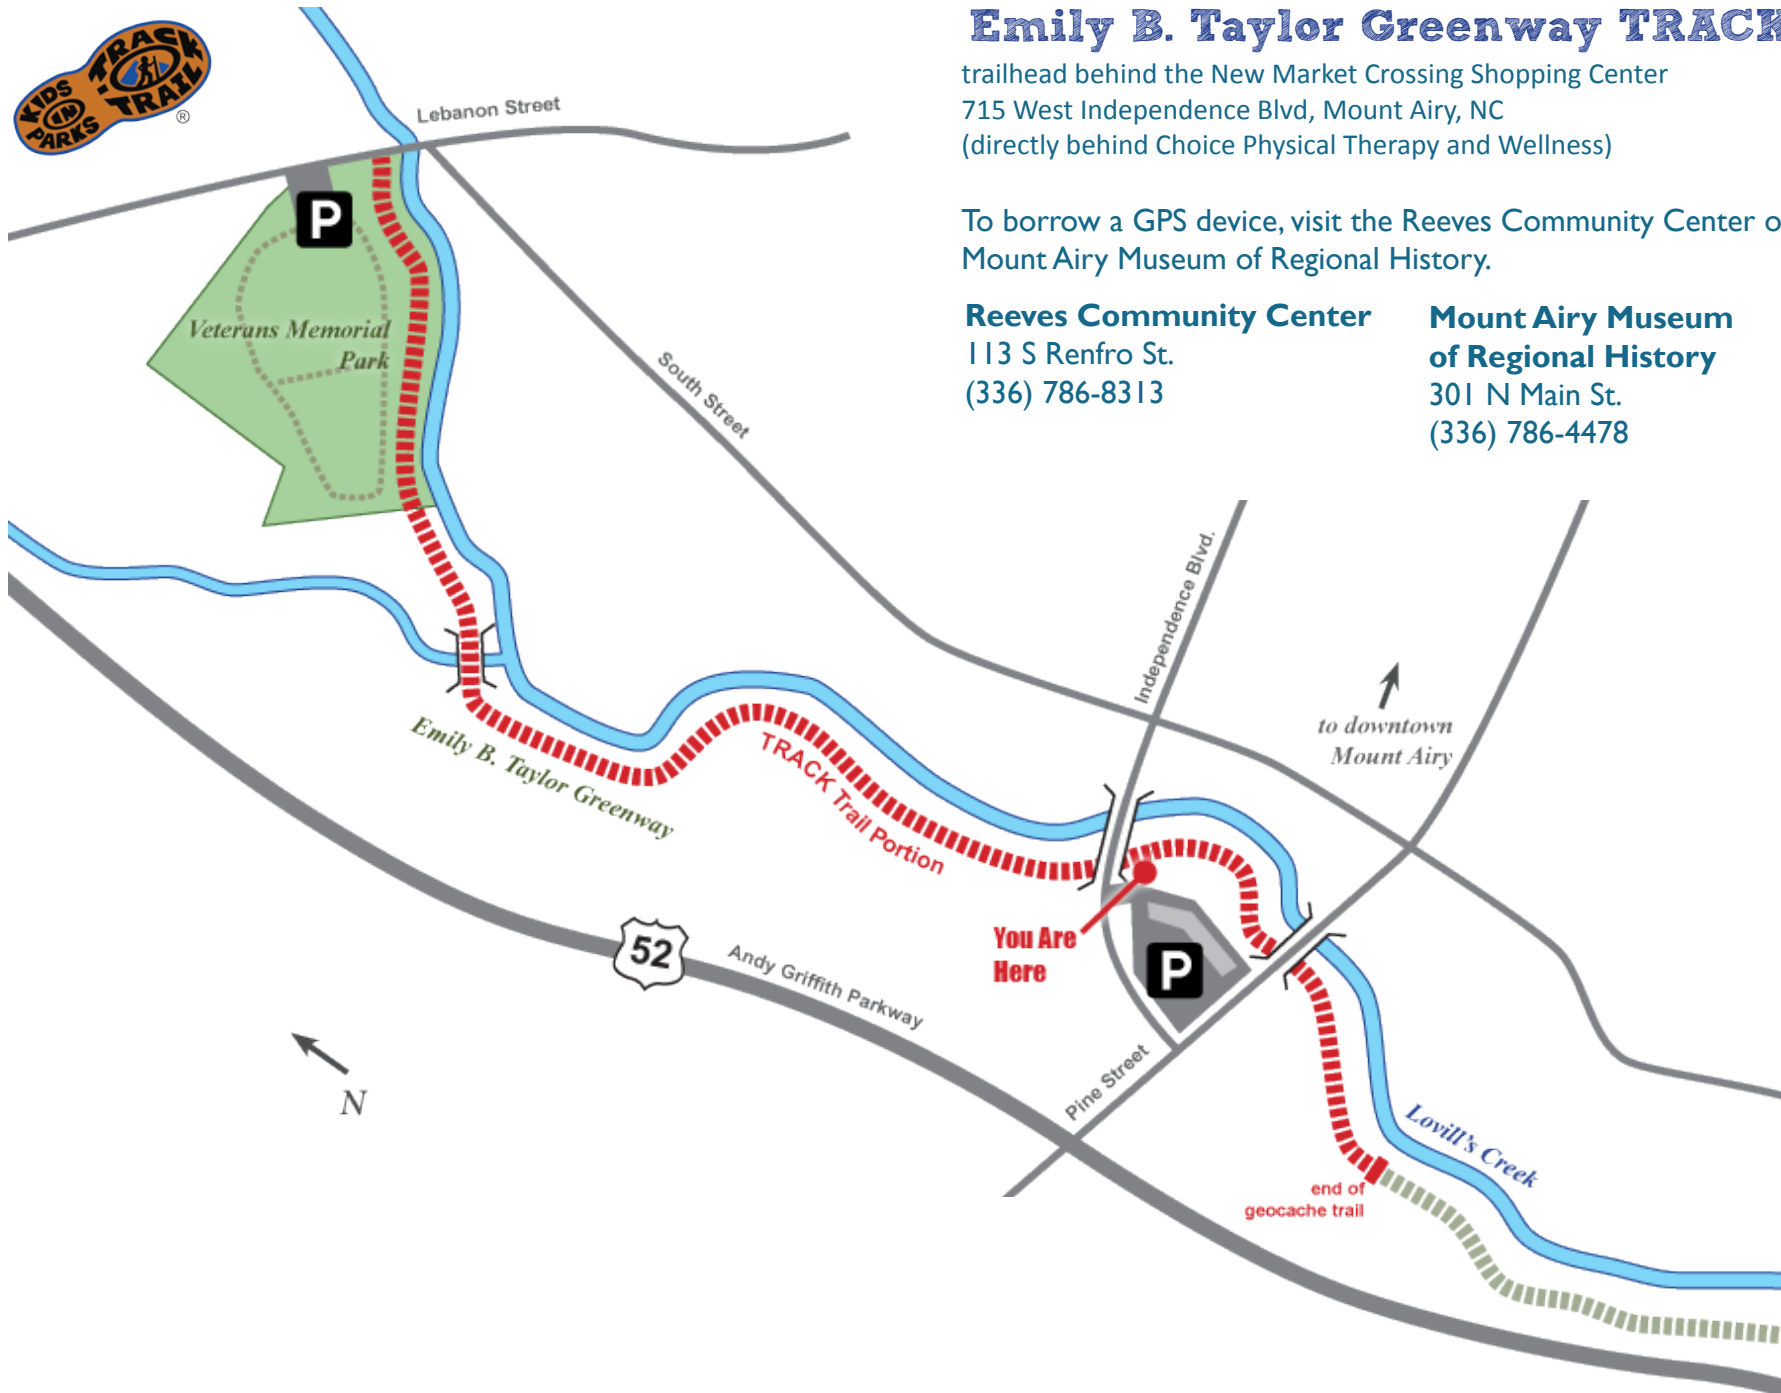 Emily B. Taylor Greenway TRACK
trailhead behind the New Market Crossing Shopping Center
715 West Independence Blvd, Mount Airy, NC
(directly behind Choice Physical Therapy and Wellness)
To borrow a GPS device, visit the Reeves Community Center o
Mount Airy Museum of Regional History.
Reeves Community Center
113 S Renfro St.
(336) 786-8313
Mount Airy Museum
of Regional History
301 N Main St.
(336) 786-4478
KIDS
IN
PARKS
TRACK
TRAIL
®
Lebanon Street
P
Veterans Memorial
Park
South Street
Independence Blvd.
to downtown
Mount Airy
Emily B. Taylor Greenway
TRACK Trail Portion
You Are
Here
P
52
Andy Griffith Parkway
N
Pine Street
Lovill's Creek
end of
geocache trail